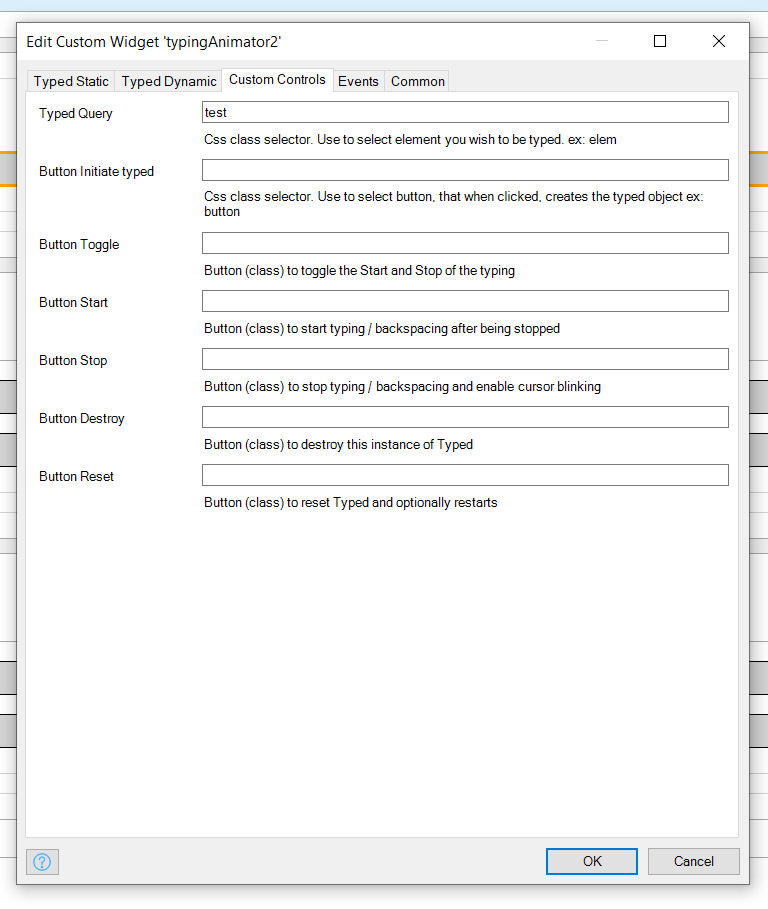 Edit Custom Widget 'typingAnimator2'
Typed Static Typed Dynamic Custom Controls Events Common
Typed Query test
Css class selector. Use to select element you wish to be typed. ex: elem
Button Initiate typed
Css class selector. Use to select button, that when clicked, creates the typed object ex:
button
Button Toggle
Button (class) to toggle the Start and Stop of the typing
Button Start
Button (class) to start typing / backspacing after being stopped
Button Stop
Button (class) to stop typing / backspacing and enable cursor blinking
Button Destroy
Button (class) to destroy this instance of Typed
Button Reset
Button (class) to reset Typed and optionally restarts
? OK Cancel